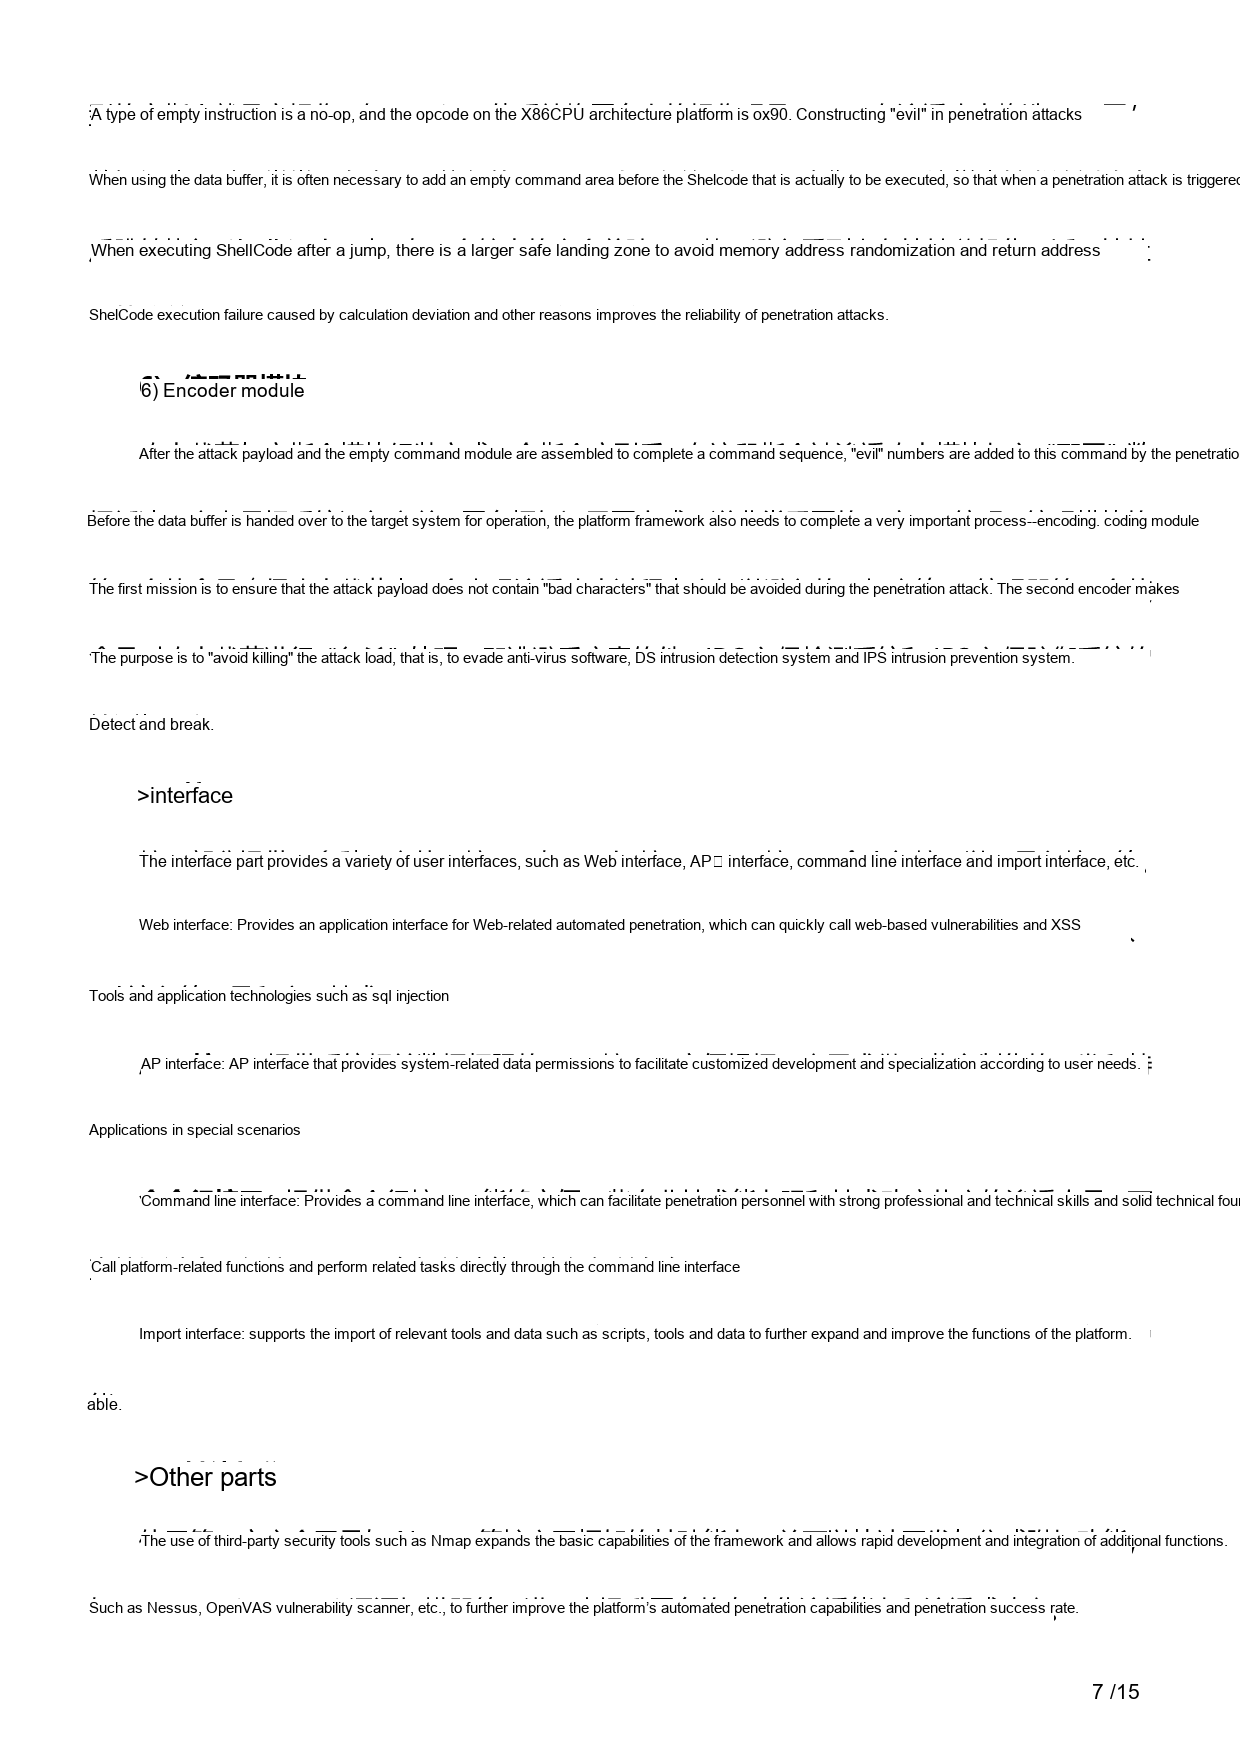 A type of empty instruction is a no-op, and the opcode on the X86CPU architecture platform is ox90. Constructing "evil" in penetration attacks
When using the data buffer, it is often necessary to add an empty command area before the Shelcode that is actually to be executed, so that when a penetration attack is triggered
When executing ShellCode after a jump, there is a larger safe landing zone to avoid memory address randomization and return address
ShelCode execution failure caused by calculation deviation and other reasons improves the reliability of penetration attacks.
6) Encoder module
After the attack payload and the empty command module are assembled to complete a command sequence, "evil" numbers are added to this command by the penetratio
Before the data buffer is handed over to the target system for operation, the platform framework also needs to complete a very important process--encoding. coding module
The first mission is to ensure that the attack payload does not contain "bad characters" that should be avoided during the penetration attack. The second encoder makes
The purpose is to "avoid killing" the attack load, that is, to evade anti-virus software, DS intrusion detection system and IPS intrusion prevention system.
Detect and break.
>interface
The interface part provides a variety of user interfaces, such as Web interface, AP□ interface, command line interface and import interface, etc.
Web interface: Provides an application interface for Web-related automated penetration, which can quickly call web-based vulnerabilities and XSS
Tools and application technologies such as sql injection
AP interface: AP interface that provides system-related data permissions to facilitate customized development and specialization according to user needs.
Applications in special scenarios
Command line interface: Provides a command line interface, which can facilitate penetration personnel with strong professional and technical skills and solid technical four
Call platform-related functions and perform related tasks directly through the command line interface
Import interface: supports the import of relevant tools and data such as scripts, tools and data to further expand and improve the functions of the platform.
able.
>Other parts
The use of third-party security tools such as Nmap expands the basic capabilities of the framework and allows rapid development and integration of additional functions.
Such as Nessus, OpenVAS vulnerability scanner, etc., to further improve the platform's automated penetration capabilities and penetration success rate.
7 /15